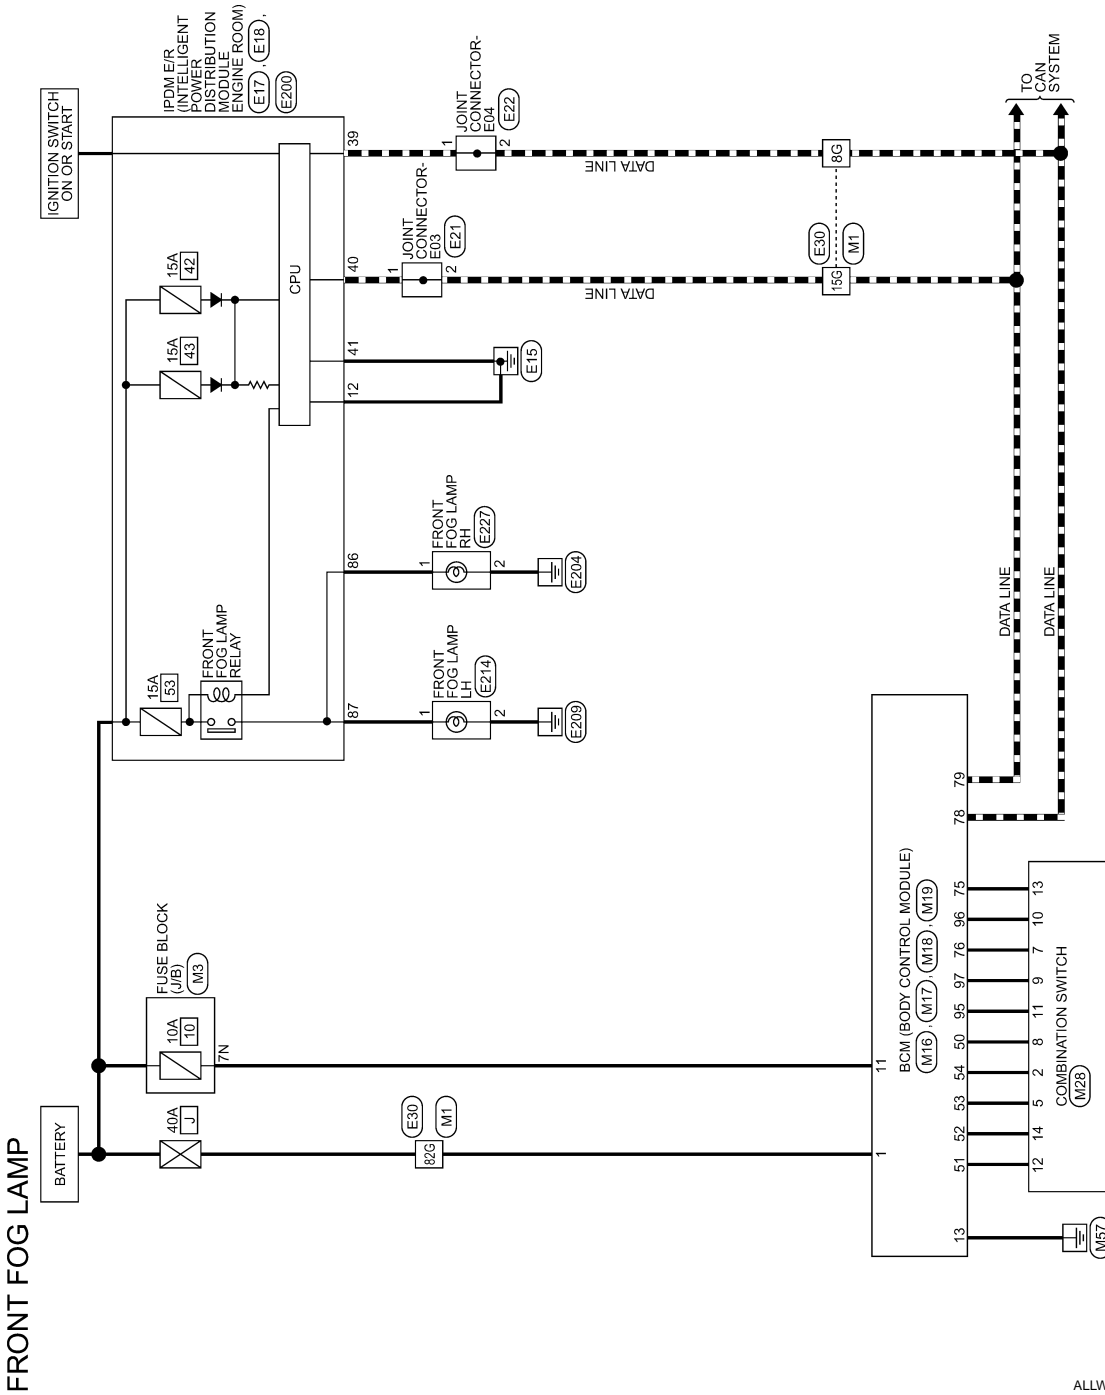 FRONT FOG LAMP
BATTERY
IGNITION SWITCH
ON OR START
40A
J
FUSE BLOCK
(J/B)
M3
10A
10
7N
15A
53
FRONT
FOG LAMP
RELAY
15A
43
15A
42
CPU
IPDM E/R
(INTELLIGENT
POWER
DISTRIBUTION
MODULE
ENGINE ROOM)
E17 , E18 ,
E200
87
86
12
41
40
39
FRONT
FOG LAMP
LH
E214
1
2
E209
FRONT
FOG LAMP
RH
E227
1
2
E204
E15
JOINT
CONNECTOR-
E03
E21
1
2
JOINT
CONNECTOR-
E04
E22
1
2
DATA LINE
DATA LINE
E30
M1
82G
E30
M1
15G
8G
TO
CAN
SYSTEM
DATA LINE
DATA LINE
1
11
BCM (BODY CONTROL MODULE)
M16 , M17 , M18 , M19
13
51
52
53
54
50
95
97
76
96
75
78
79
12
14
5
2
8
11
9
7
10
13
COMBINATION SWITCH
M28
M57
ALLW